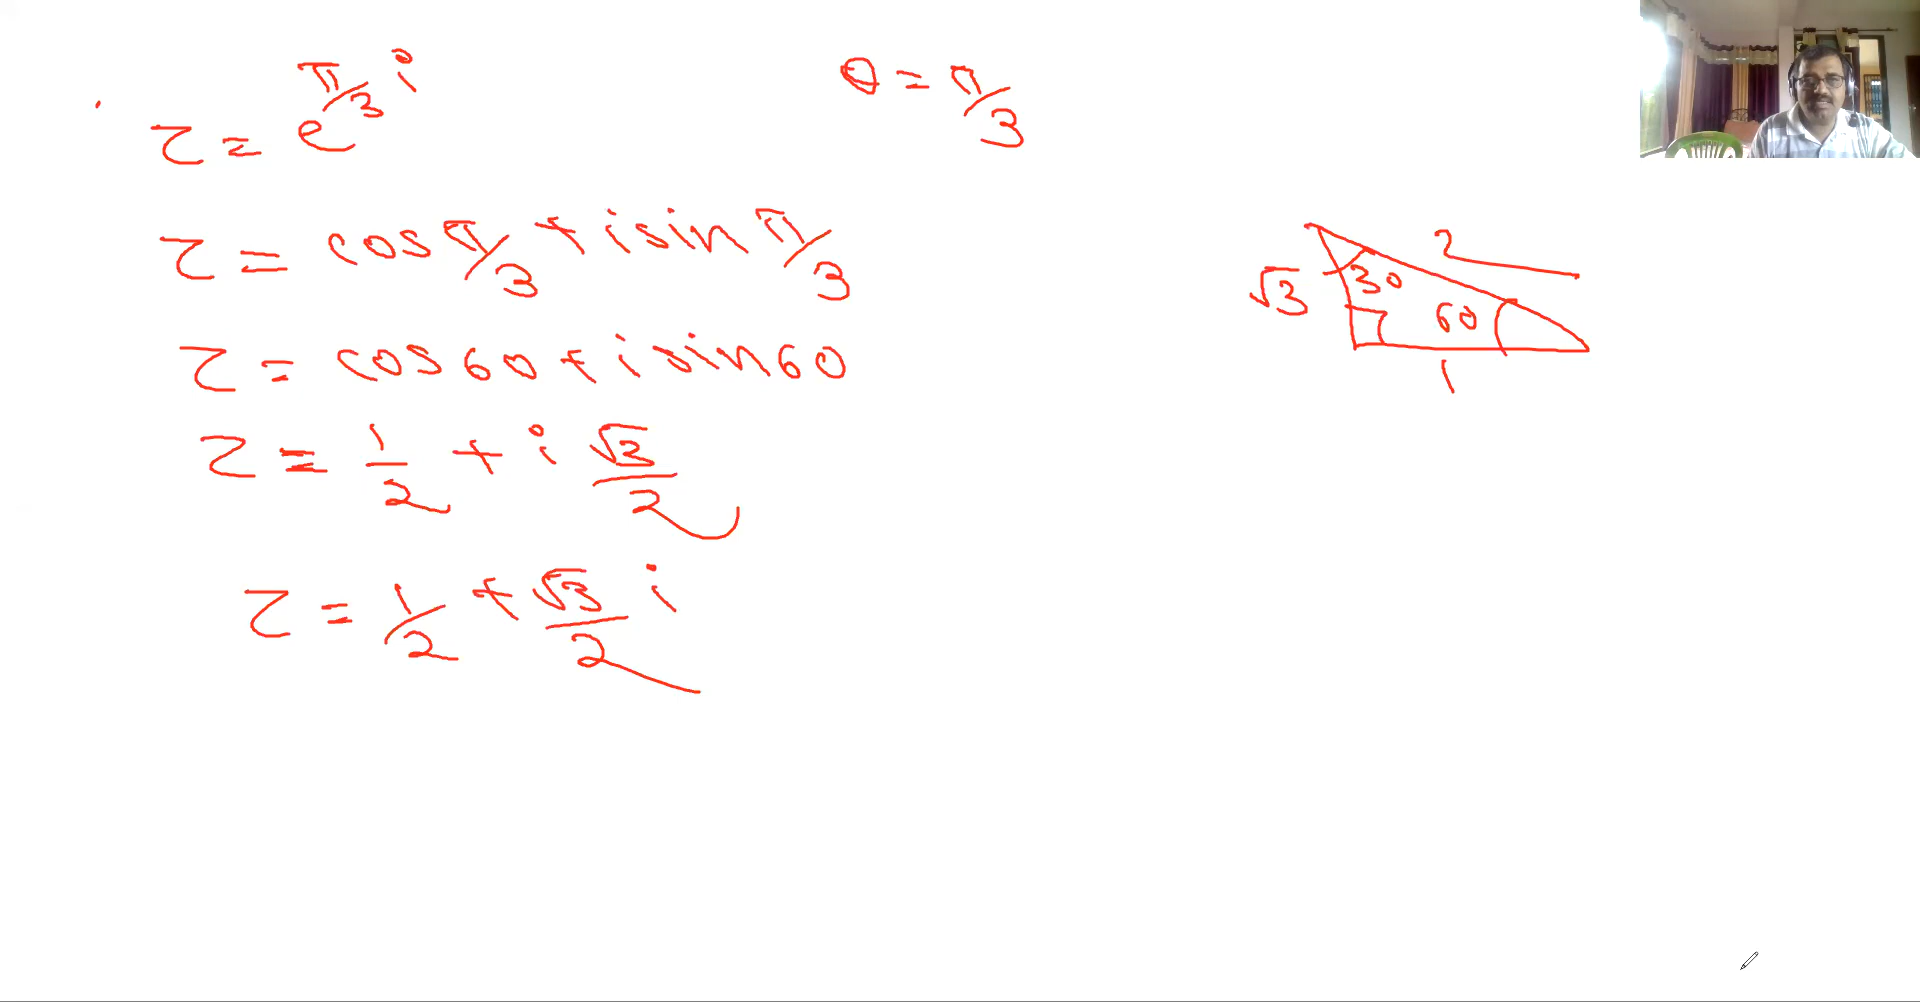 z = e^{π/3 i}
θ = π/3
z = cos π/3 + i sin π/3
z = cos 60 + i sin 60
z = 1/2 + i √3/2
z = 1/2 + √3/2 i
2
√3
30
60
1